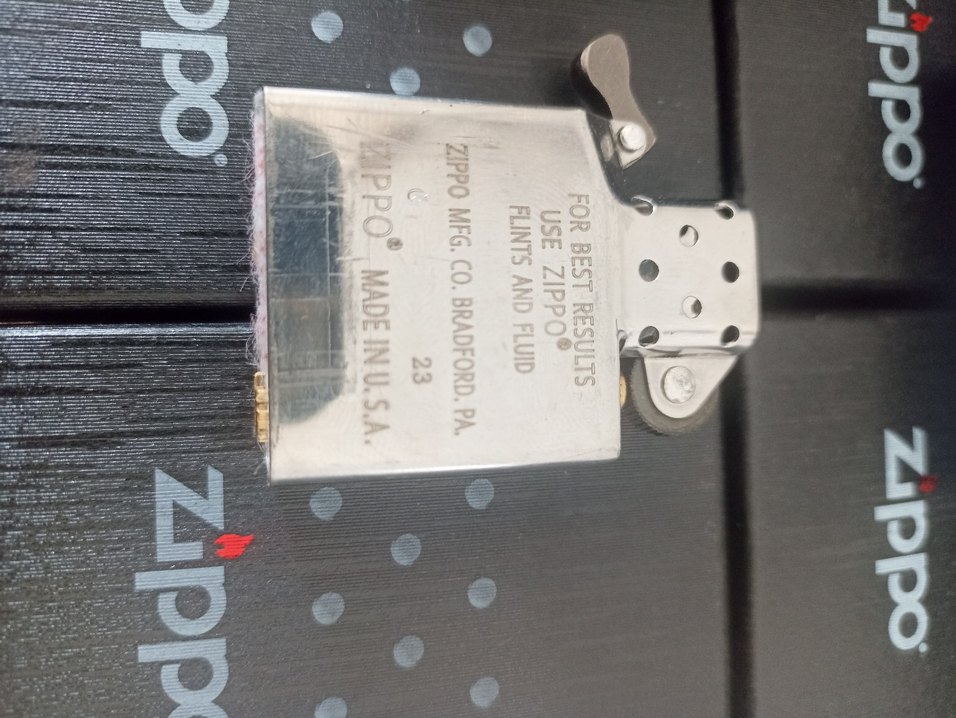 FOR BEST RESULTS
USE ZIPPO®
FLINTS AND FLUID
ZIPPO MFG. CO. BRADFORD. PA.
G 23
ZIPPO® MADE IN U.S.A.
zippo
zippo
zippo
zippo
zippo